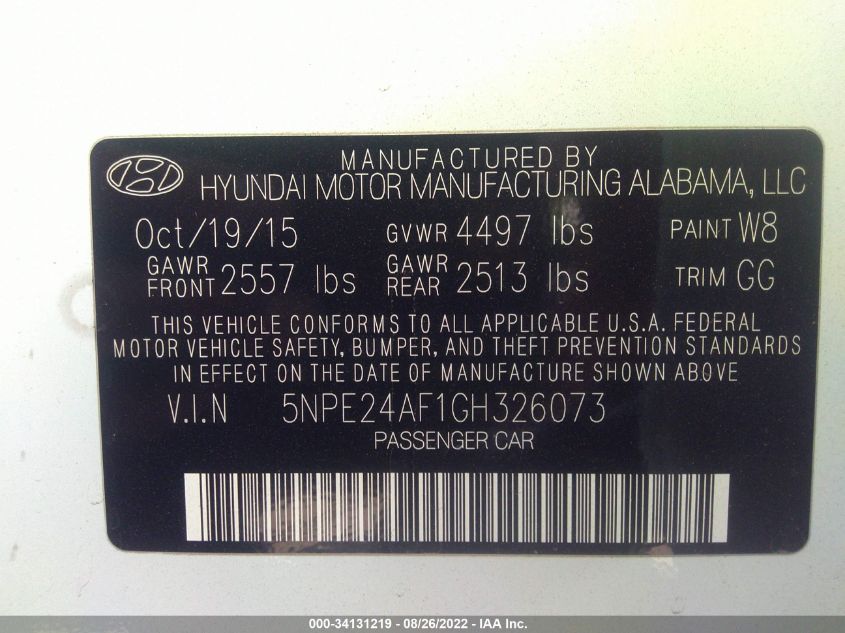 MANUFACTURED BY
HYUNDAI MOTOR MANUFACTURING ALABAMA, LLC
Oct/19/15 GVWR 4497 lbs PAINT W8
GAWR FRONT 2557 lbs GAWR REAR 2513 lbs TRIM GG
THIS VEHICLE CONFORMS TO ALL APPLICABLE U.S.A. FEDERAL
MOTOR VEHICLE SAFETY, BUMPER, AND THEFT PREVENTION STANDARDS
IN EFFECT ON THE DATE OF MANUFACTURE SHOWN ABOVE
V.I.N 5NPE24AF1GH326073
PASSENGER CAR
000-34131219 - 08/26/2022 - IAA Inc.